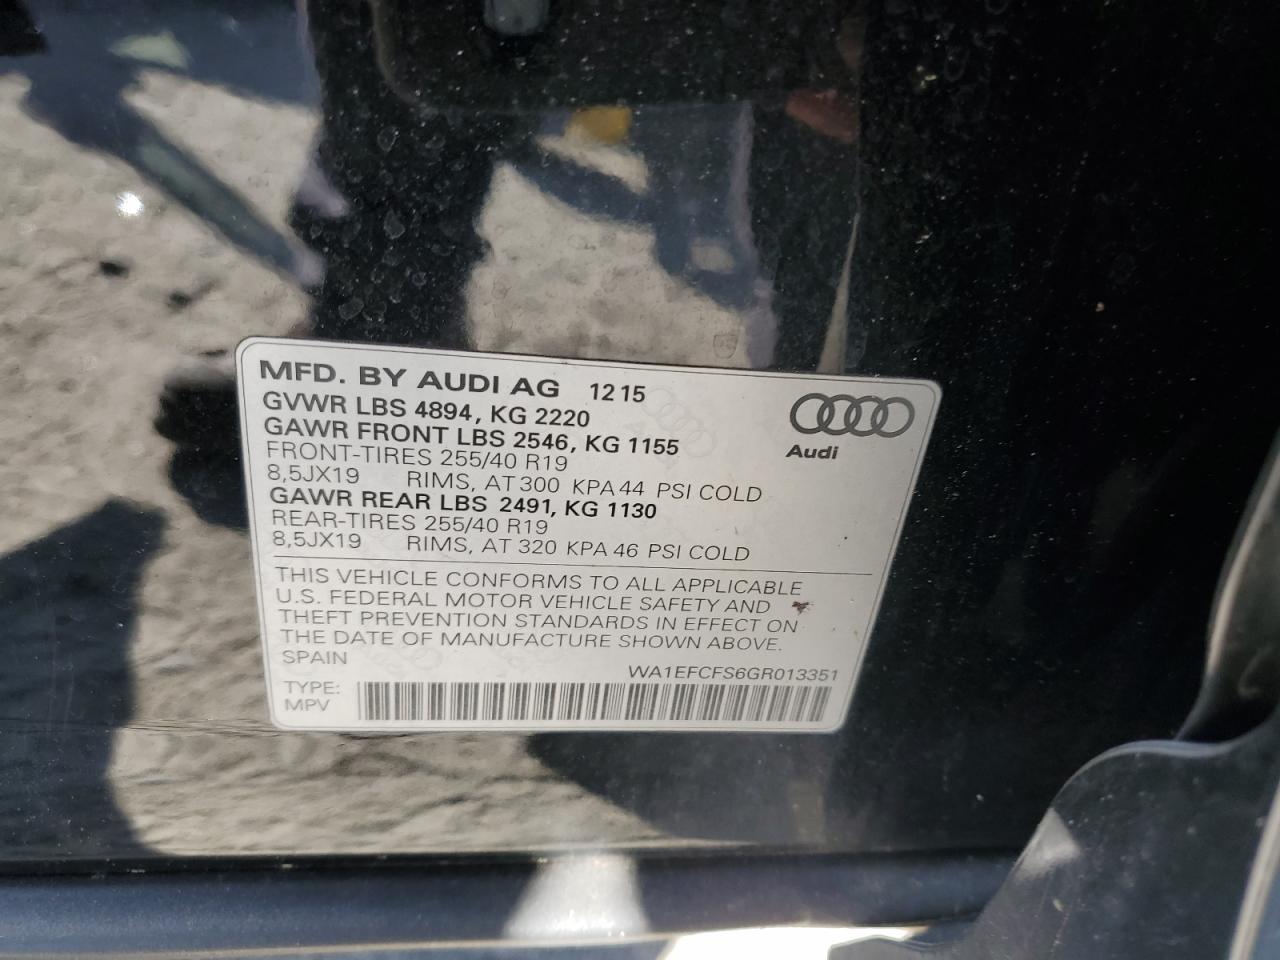 MFD. BY AUDI AG 12 15
GVWR LBS 4894, KG 2220
GAWR FRONT LBS 2546, KG 1155
FRONT-TIRES 255/40 R19
8,5JX19 RIMS, AT 300 KPA 44 PSI COLD
GAWR REAR LBS 2491, KG 1130
REAR-TIRES 255/40 R19
8,5JX19 RIMS, AT 320 KPA 46 PSI COLD
Audi
THIS VEHICLE CONFORMS TO ALL APPLICABLE
U.S. FEDERAL MOTOR VEHICLE SAFETY AND
THEFT PREVENTION STANDARDS IN EFFECT ON
THE DATE OF MANUFACTURE SHOWN ABOVE.
SPAIN
WA1EFCFS6GR013351
TYPE:
MPV